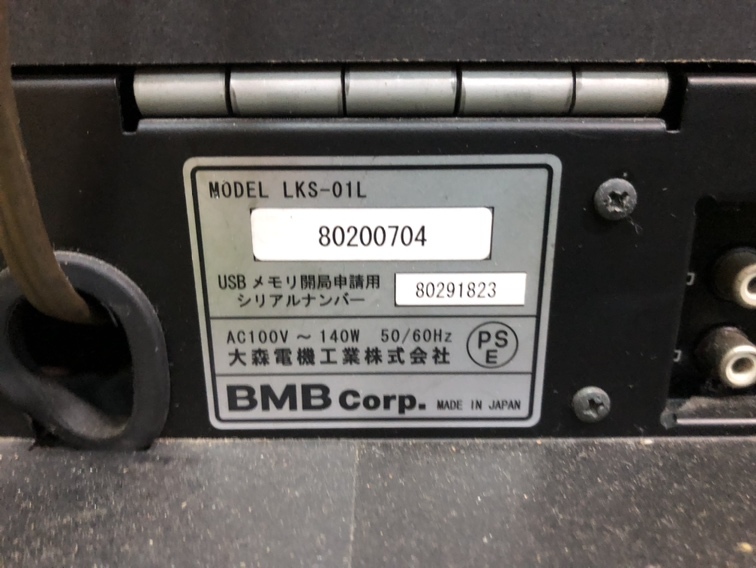 MODEL LKS-01L
80200704
USB メモリ開局申請用
シリアルナンバー
80291823
AC100V ～ 140W 50/60Hz
大森電機工業株式会社
PS
E
BMB Corp. MADE IN JAPAN